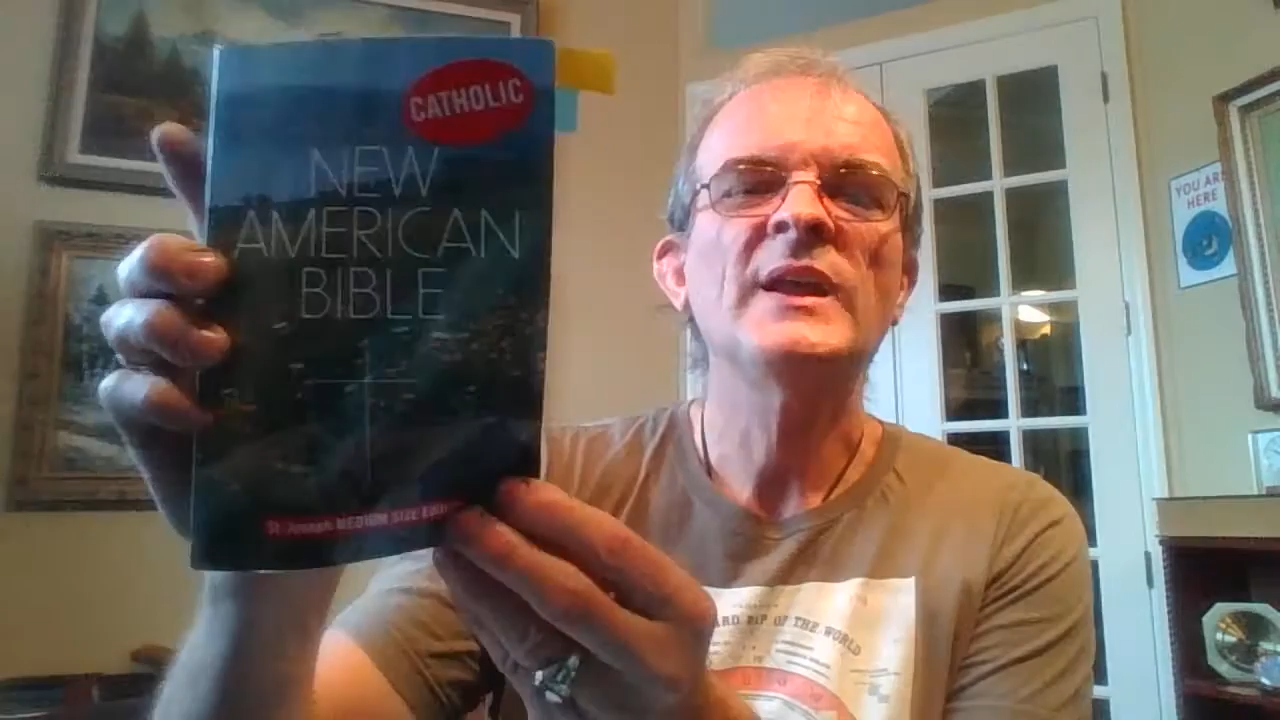 CATHOLIC
NEW
AMERICAN
BIBLE
St. Joseph MEDIUM SIZE
YOU ARE
HERE
OF THE WORLD